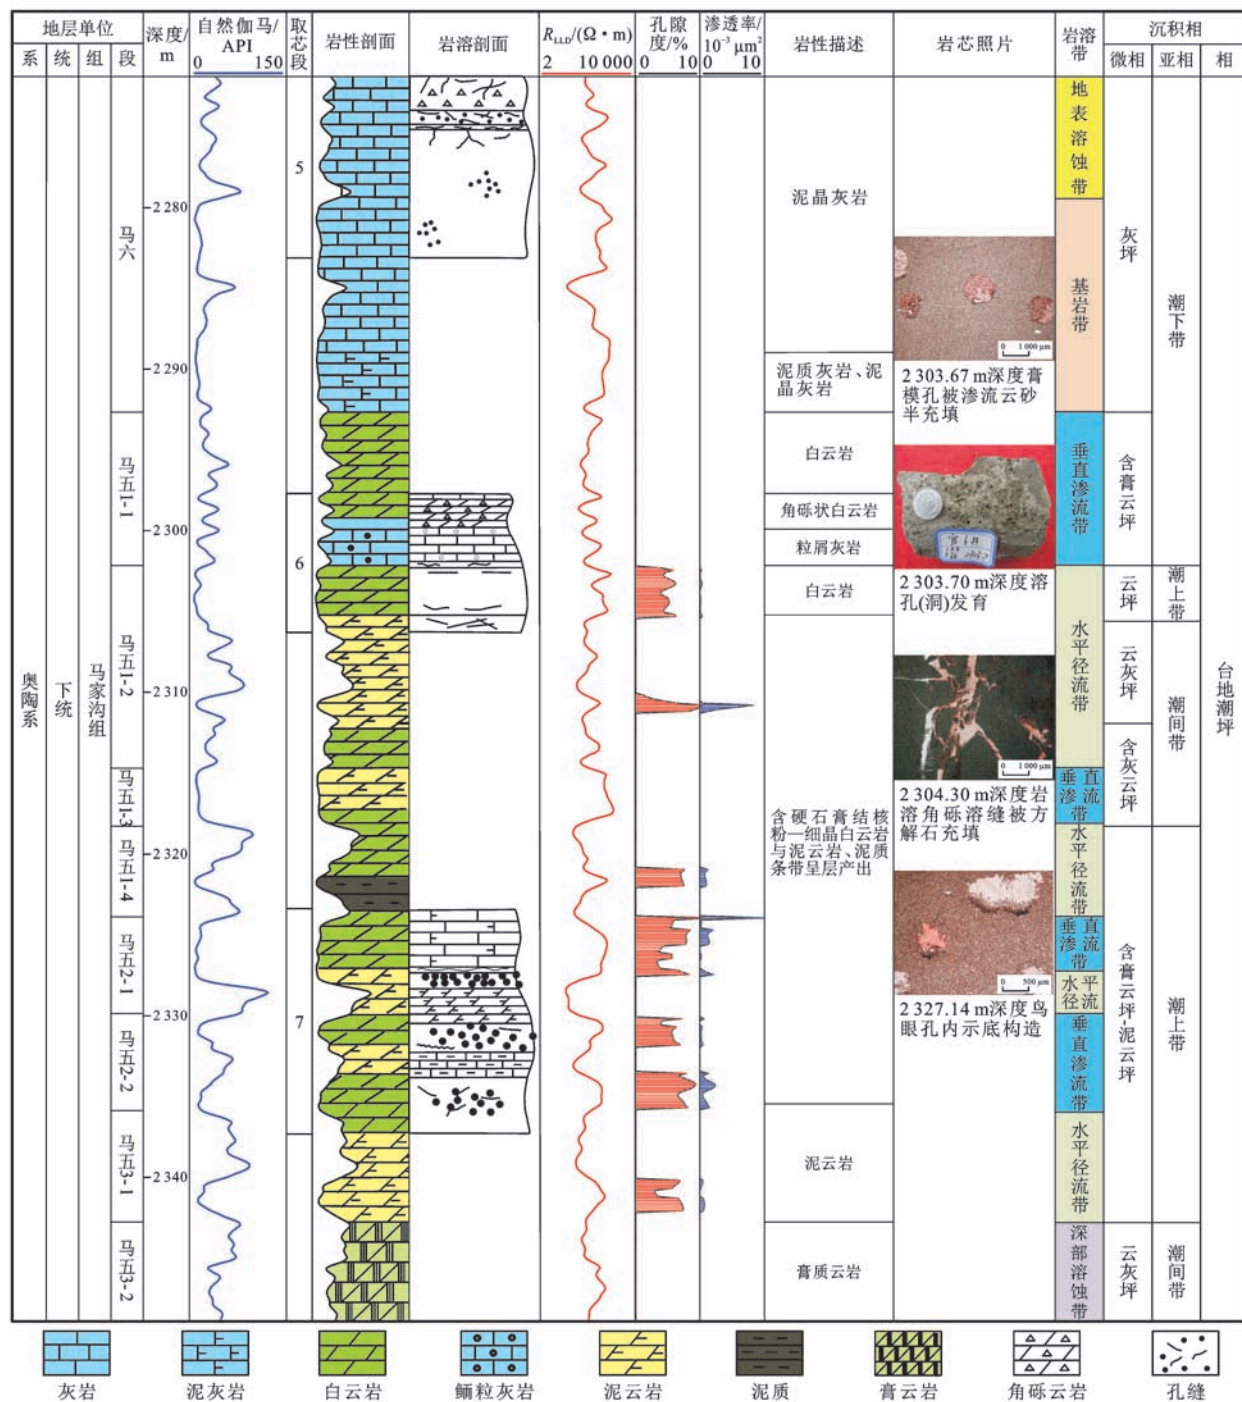 地层单位
系
统
组
段
深度/
m
自然伽马/
API
0 150
取芯段
岩性剖面
岩溶剖面
R_LLD/(Ω·m)
2 10 000
孔隙
度/%
0 10
渗透率/
10⁻³ μm²
0 10
岩性描述
岩芯照片
岩溶带
沉积相
微相
亚相
相
奥陶系
下统
马家沟组
马六
马五1-1
马五1-2
马五1-3
马五1-4
马五2-1
马五2-2
马五3-1
马五3-2
2 280
2 290
2 300
2 310
2 320
2 330
2 340
5
6
7
泥晶灰岩
泥质灰岩、泥
晶灰岩
白云岩
角砾状白云岩
粒屑灰岩
白云岩
含硬石膏结核
粉—细晶白云岩
与泥云岩、泥质
条带呈层产出
泥云岩
膏质云岩
0 1 000 μm
2 303.67 m深度膏
模孔被渗流云砂
半充填
2 303.70 m深度溶
孔(洞)发育
0 1 000 μm
2 304.30 m深度岩
溶角砾溶缝被方
解石充填
0 500 μm
2 327.14 m深度鸟
眼孔内示底构造
地表溶蚀带
基岩带
垂直渗流带
水平径流带
垂直
渗流
带
水平径流带
垂直
渗流
带
水平
径流
垂直渗流带
水平径流带
深部溶蚀带
灰坪
含膏云坪
云坪
云灰坪
含灰云坪
含膏云坪-泥云坪
云灰坪
潮下带
潮上带
潮间带
潮上带
潮间带
台地潮坪
灰岩
泥灰岩
白云岩
鲕粒灰岩
泥云岩
泥质
膏云岩
角砾云岩
孔缝